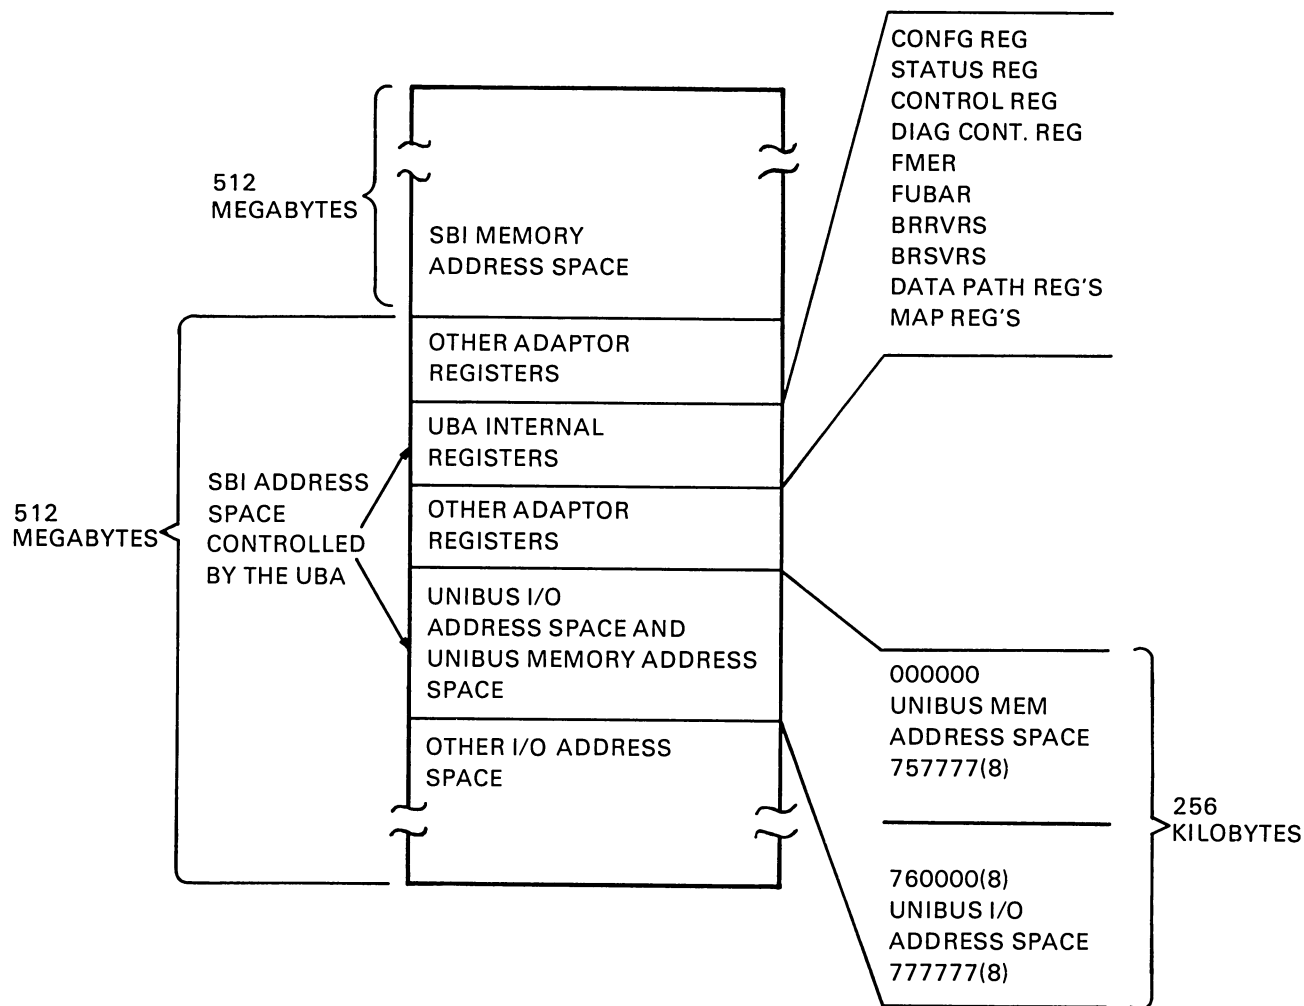 CONFG REG
STATUS REG
CONTROL REG
DIAG CONT. REG
FMER
FUBAR
BRRVRS
BRSVRS
DATA PATH REG'S
MAP REG'S
512
MEGABYTES
SBI MEMORY
ADDRESS SPACE
OTHER ADAPTOR
REGISTERS
UBA INTERNAL
REGISTERS
SBI ADDRESS
SPACE
CONTROLLED
BY THE UBA
512
MEGABYTES
OTHER ADAPTOR
REGISTERS
UNIBUS I/O
ADDRESS SPACE AND
UNIBUS MEMORY ADDRESS
SPACE
OTHER I/O ADDRESS
SPACE
000000
UNIBUS MEM
ADDRESS SPACE
757777(8)
256
KILOBYTES
760000(8)
UNIBUS I/O
ADDRESS SPACE
777777(8)